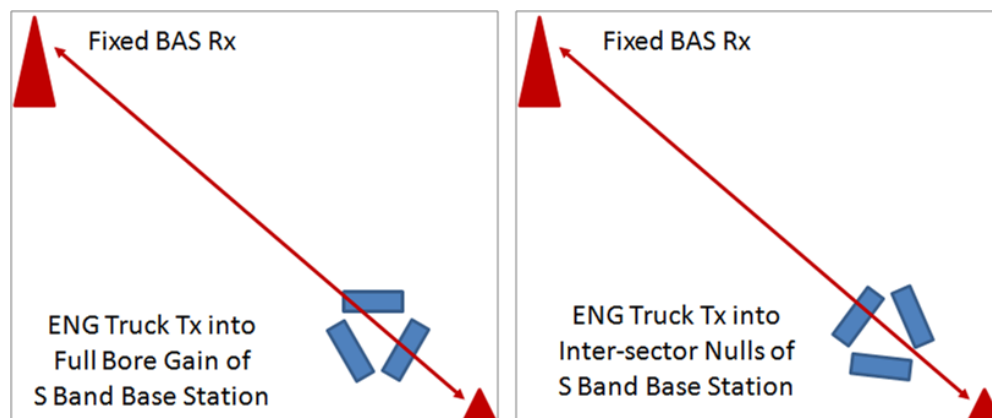 Fixed BAS Rx
ENG Truck Tx into
Full Bore Gain of
S Band Base Station
Fixed BAS Rx
ENG Truck Tx into
Inter-sector Nulls of
S Band Base Station